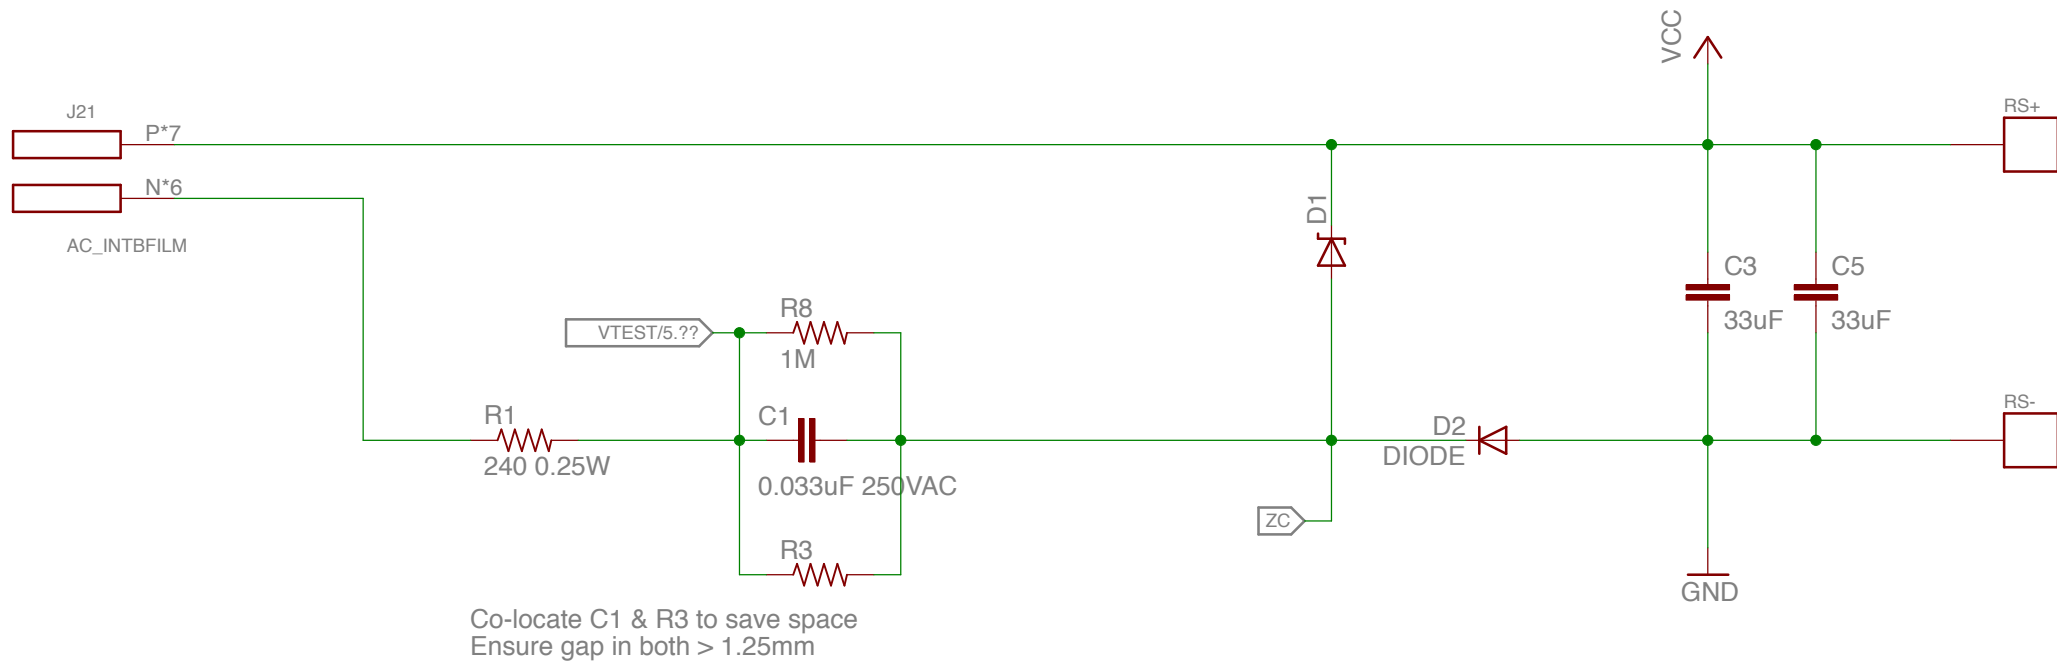 VCC
J21
P*7
RS+
N*6
D1
AC_INTBFILM
C3
C5
R8
VTEST/5.??
33uF
33uF
1M
RS-
R1
C1
D2
DIODE
240 0.25W
0.033uF 250VAC
ZC
R3
GND
Co-locate C1 & R3 to save space
Ensure gap in both > 1.25mm